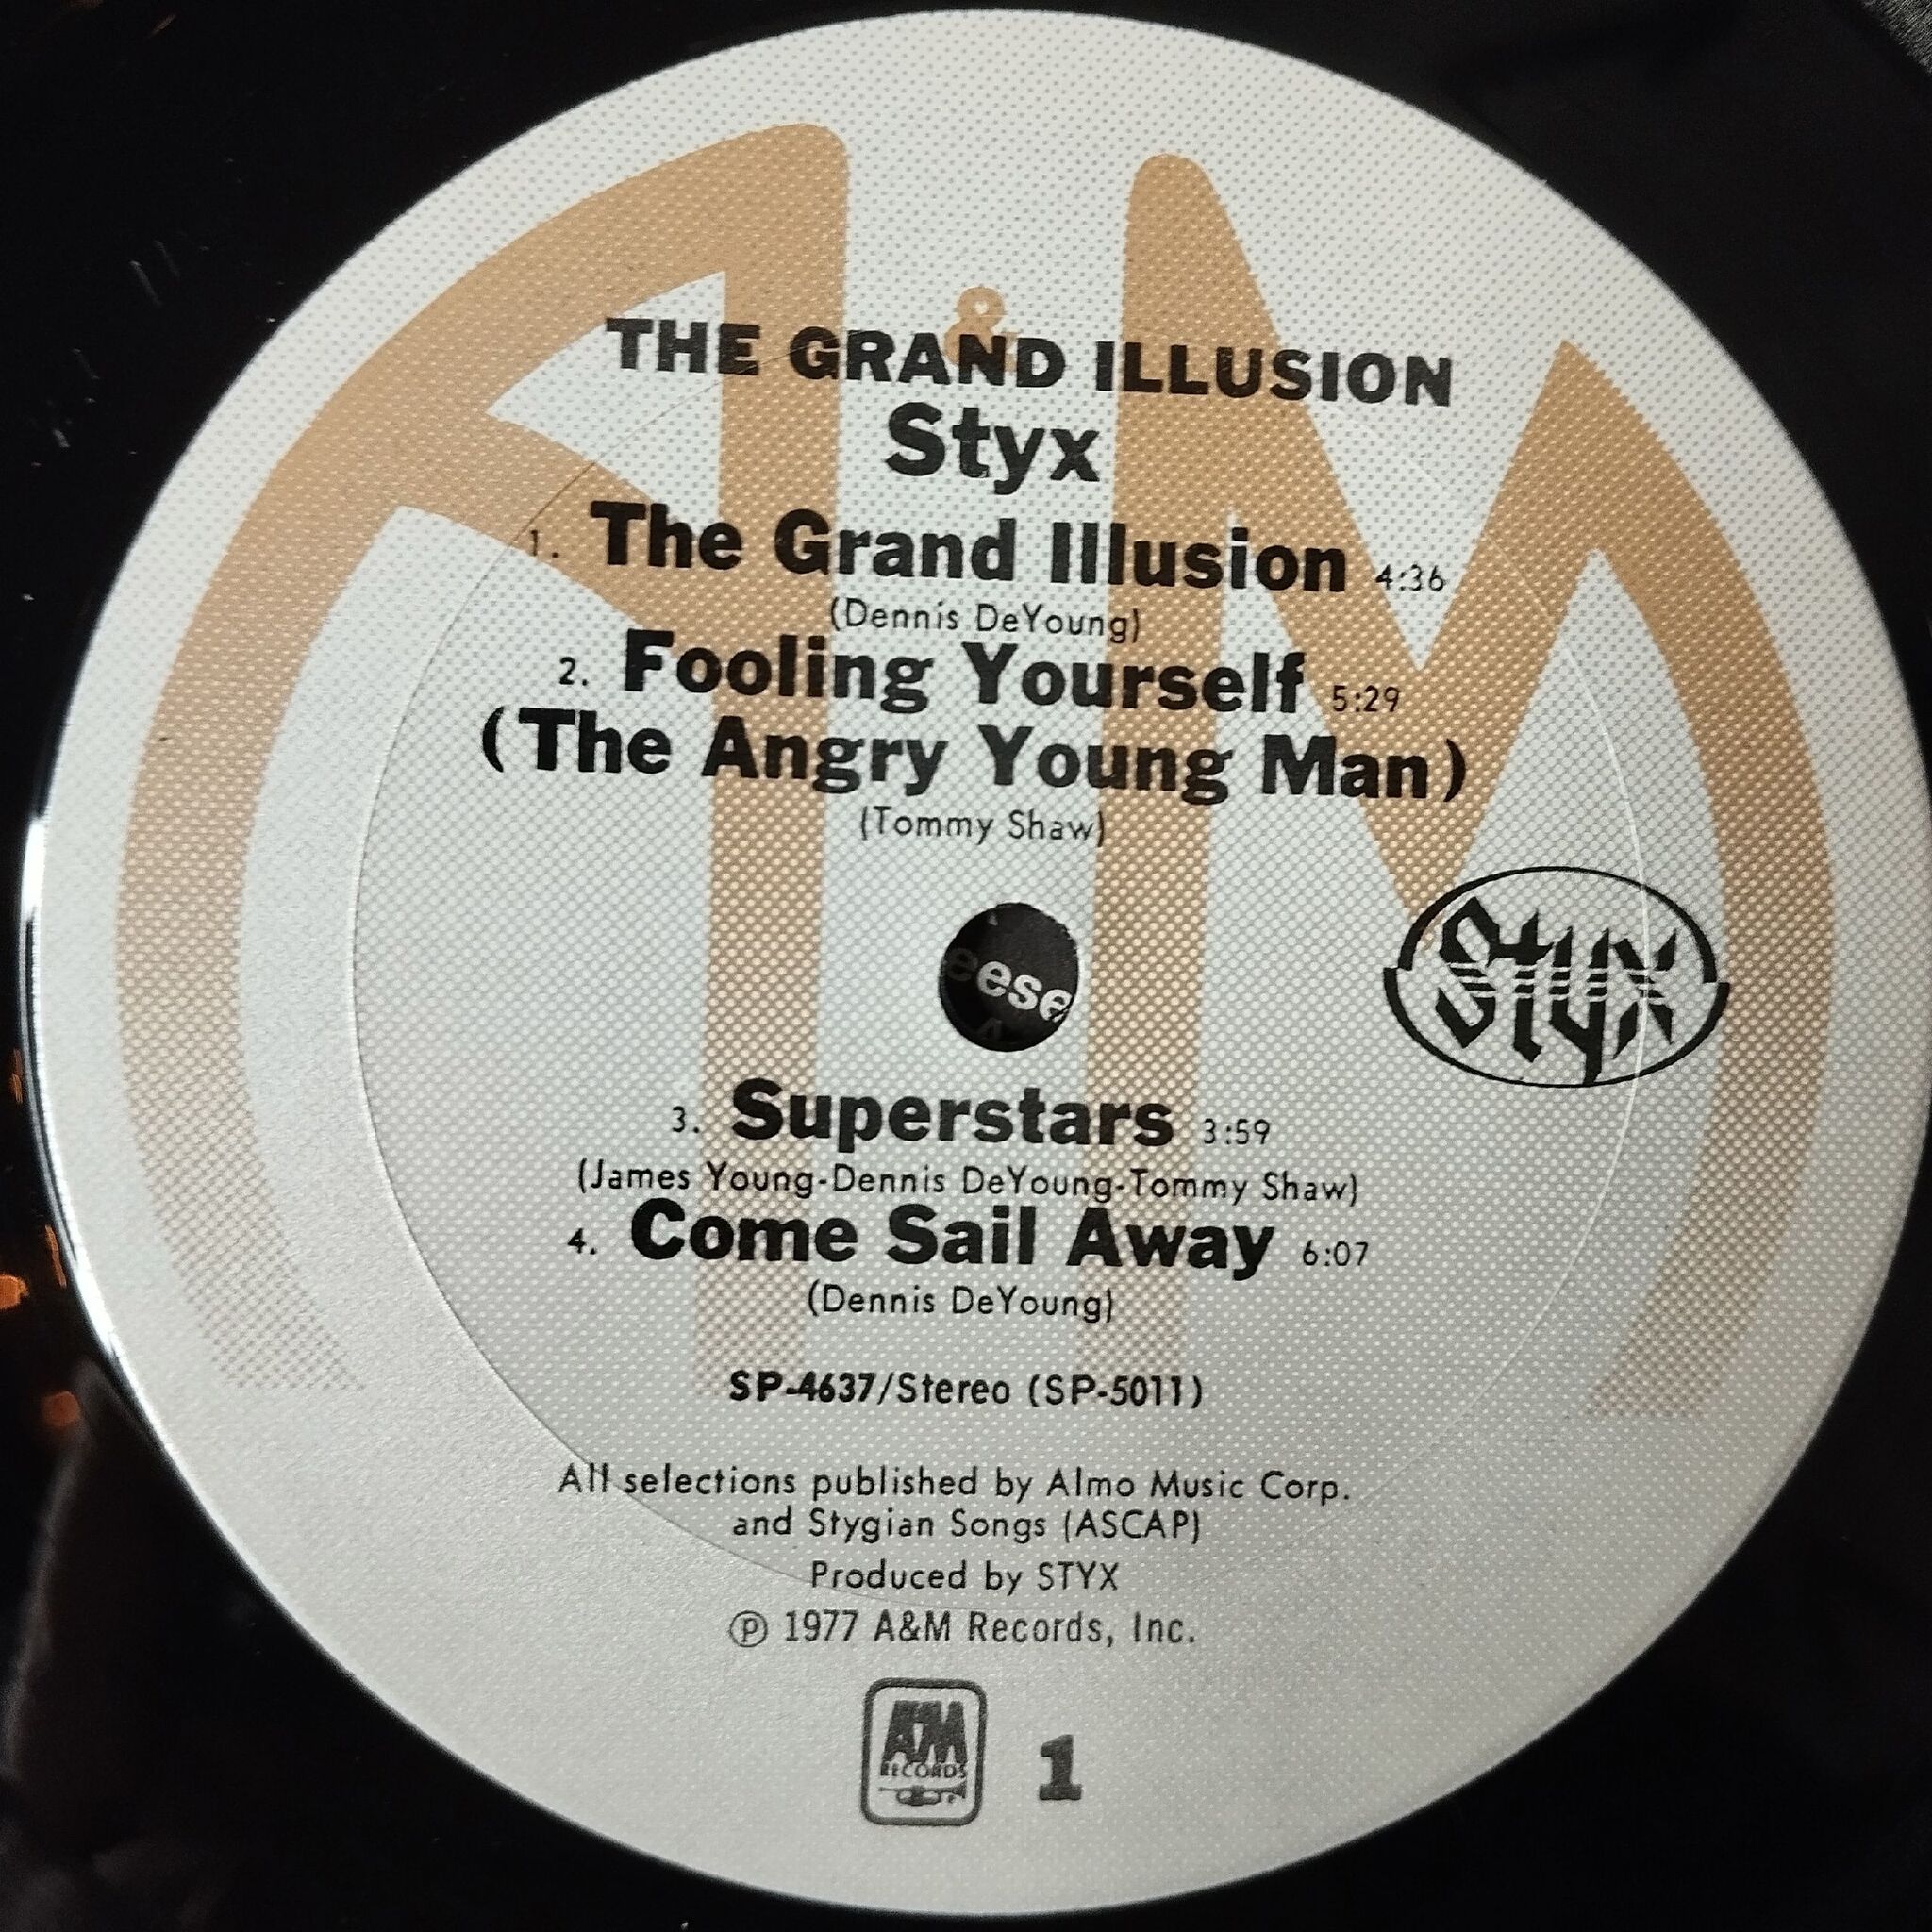 A & M
THE GRAND ILLUSION
Styx
1. The Grand Illusion 4:36
(Dennis DeYoung)
2. Fooling Yourself 5:29
(The Angry Young Man)
(Tommy Shaw)
ese
Styx
3. Superstars 3:59
(James Young-Dennis DeYoung-Tommy Shaw)
4. Come Sail Away 6:07
(Dennis DeYoung)
SP-4637/Stereo (SP-5011)
All selections published by Almo Music Corp.
and Stygian Songs (ASCAP)
Produced by STYX
℗ 1977 A&M Records, Inc.
A&M
RECORDS
1